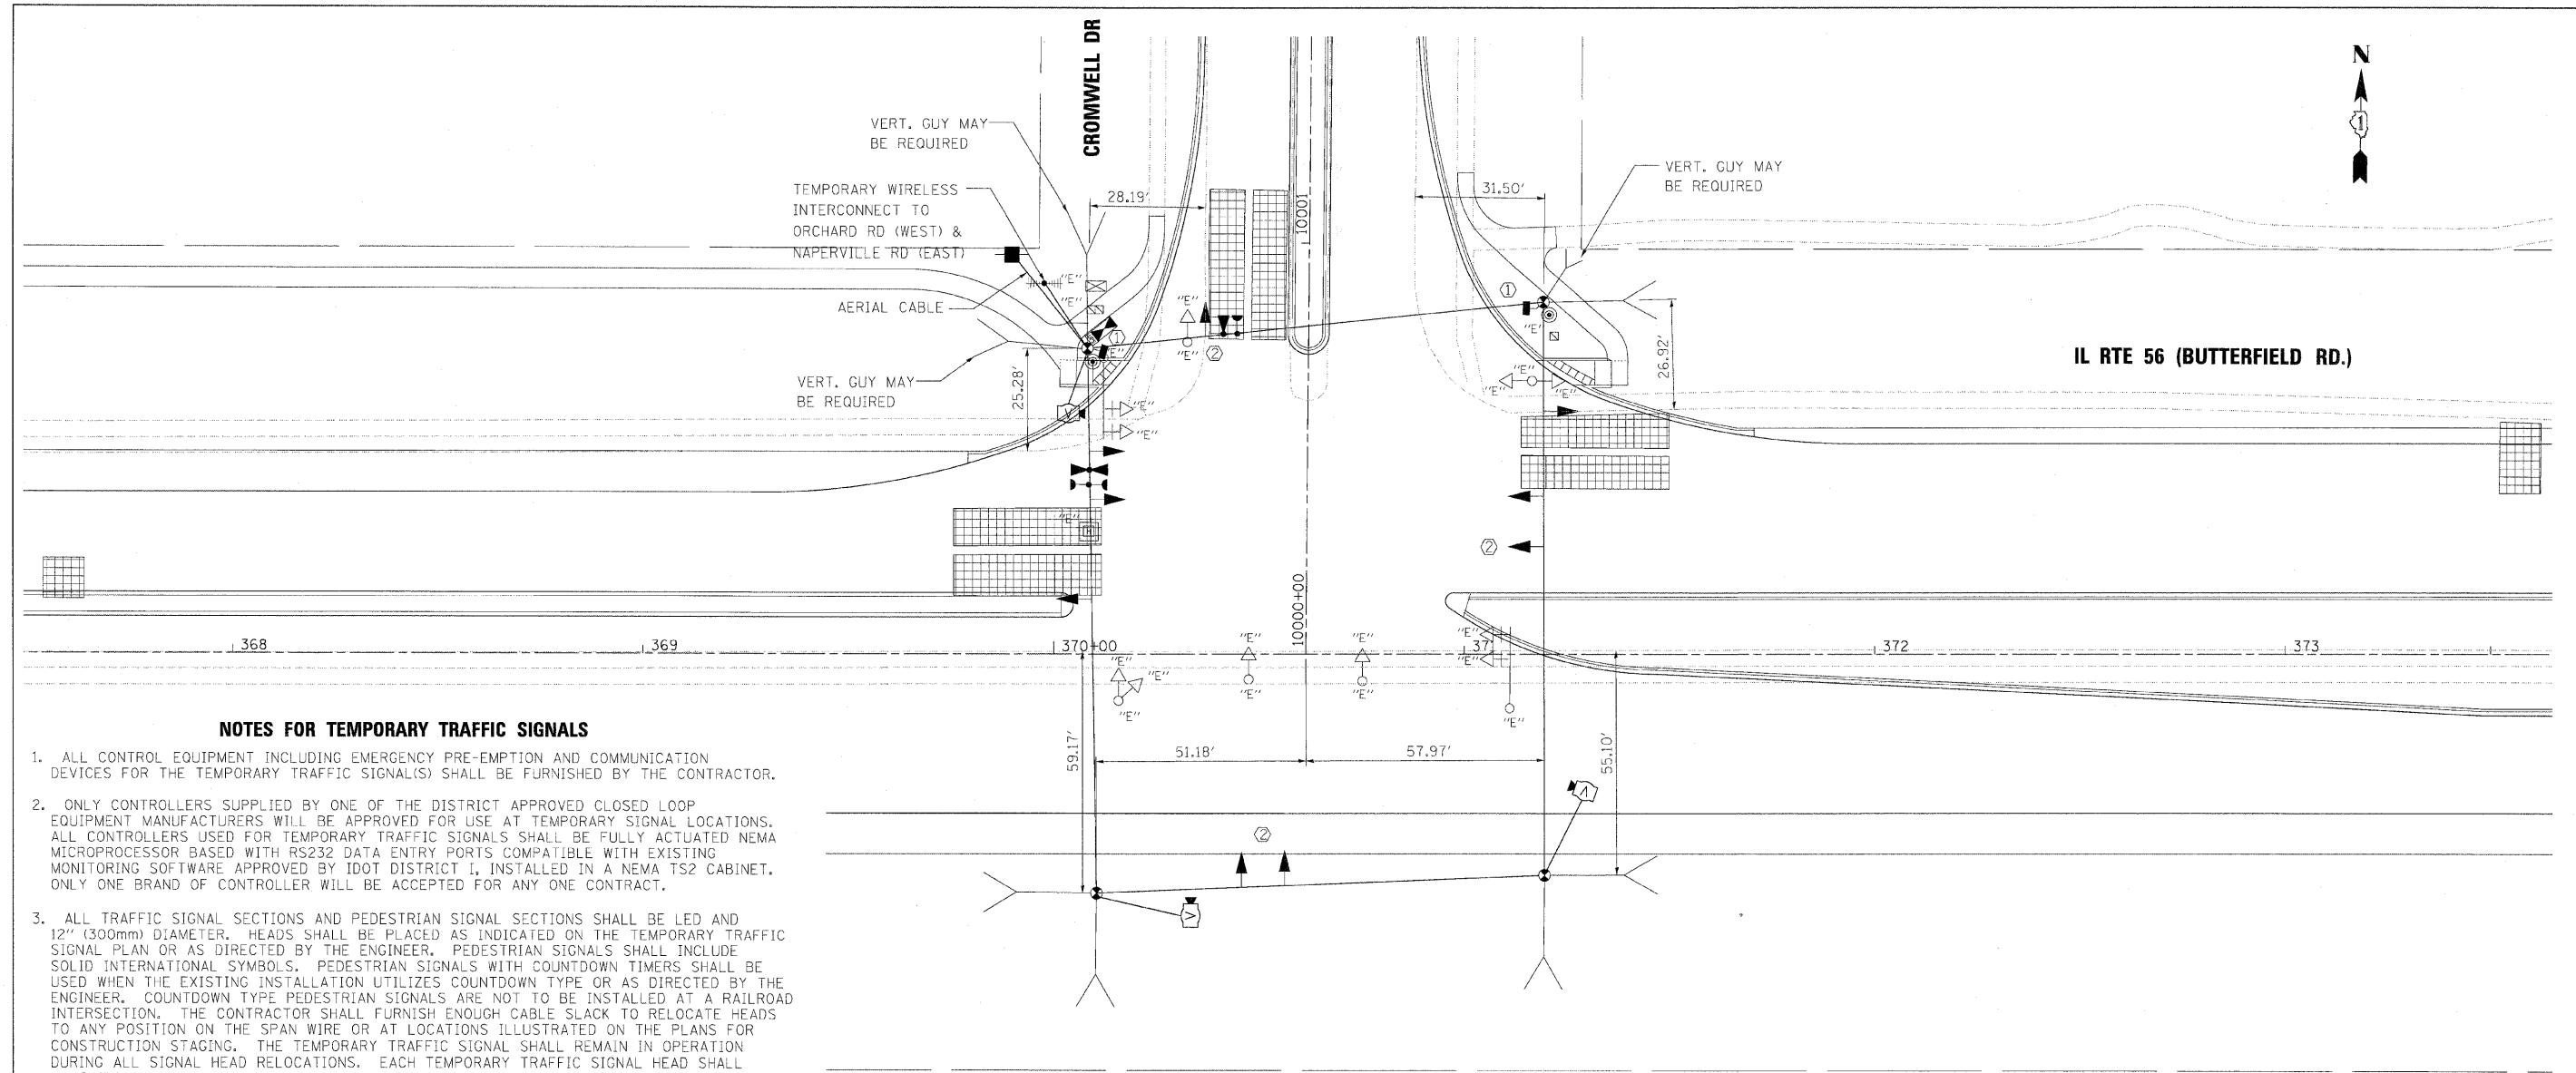 CROMWELL DR
N
1
VERT. GUY MAY
BE REQUIRED
VERT. GUY MAY
BE REQUIRED
TEMPORARY WIRELESS
INTERCONNECT TO
ORCHARD RD (WEST) &
NAPERVILLE RD (EAST)
28.19'
31.50'
10001
"E"
"E"
AERIAL CABLE
"E"
1
1
"E"
"E"
"E"
2
26.92'
IL RTE 56 (BUTTERFIELD RD.)
VERT. GUY MAY
BE REQUIRED
25.28'
V
"E"
"E"
"E"
"E"
"E"
"E"
H
2
10000+00
368
369
370+00
37
372
373
"E"
"E"
"E"
"E"
"E"
"E"
"E"
"E"
"E"
"E"
59.17'
51.18'
57.97'
55.10'
V
2
V
NOTES FOR TEMPORARY TRAFFIC SIGNALS
1. ALL CONTROL EQUIPMENT INCLUDING EMERGENCY PRE-EMPTION AND COMMUNICATION
DEVICES FOR THE TEMPORARY TRAFFIC SIGNAL(S) SHALL BE FURNISHED BY THE CONTRACTOR.
2. ONLY CONTROLLERS SUPPLIED BY ONE OF THE DISTRICT APPROVED CLOSED LOOP
EQUIPMENT MANUFACTURERS WILL BE APPROVED FOR USE AT TEMPORARY SIGNAL LOCATIONS.
ALL CONTROLLERS USED FOR TEMPORARY TRAFFIC SIGNALS SHALL BE FULLY ACTUATED NEMA
MICROPROCESSOR BASED WITH RS232 DATA ENTRY PORTS COMPATIBLE WITH EXISTING
MONITORING SOFTWARE APPROVED BY IDOT DISTRICT I, INSTALLED IN A NEMA TS2 CABINET.
ONLY ONE BRAND OF CONTROLLER WILL BE ACCEPTED FOR ANY ONE CONTRACT.
3. ALL TRAFFIC SIGNAL SECTIONS AND PEDESTRIAN SIGNAL SECTIONS SHALL BE LED AND
12" (300mm) DIAMETER. HEADS SHALL BE PLACED AS INDICATED ON THE TEMPORARY TRAFFIC
SIGNAL PLAN OR AS DIRECTED BY THE ENGINEER. PEDESTRIAN SIGNALS SHALL INCLUDE
SOLID INTERNATIONAL SYMBOLS. PEDESTRIAN SIGNALS WITH COUNTDOWN TIMERS SHALL BE
USED WHEN THE EXISTING INSTALLATION UTILIZES COUNTDOWN TYPE OR AS DIRECTED BY THE
ENGINEER. COUNTDOWN TYPE PEDESTRIAN SIGNALS ARE NOT TO BE INSTALLED AT A RAILROAD
INTERSECTION. THE CONTRACTOR SHALL FURNISH ENOUGH CABLE SLACK TO RELOCATE HEADS
TO ANY POSITION ON THE SPAN WIRE OR AT LOCATIONS ILLUSTRATED ON THE PLANS FOR
CONSTRUCTION STAGING. THE TEMPORARY TRAFFIC SIGNAL SHALL REMAIN IN OPERATION
DURING ALL SIGNAL HEAD RELOCATIONS. EACH TEMPORARY TRAFFIC SIGNAL HEAD SHALL